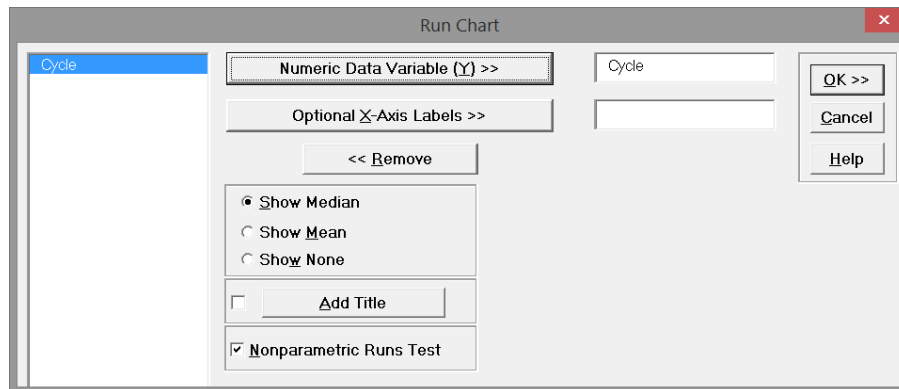 Run Chart
x
Cycle
Numeric Data Variable (Y) >>
Cycle
OK >>
Optional X-Axis Labels >>
Cancel
<< Remove
Help
Show Median
Show Mean
Show None
Add Title
Nonparametric Runs Test